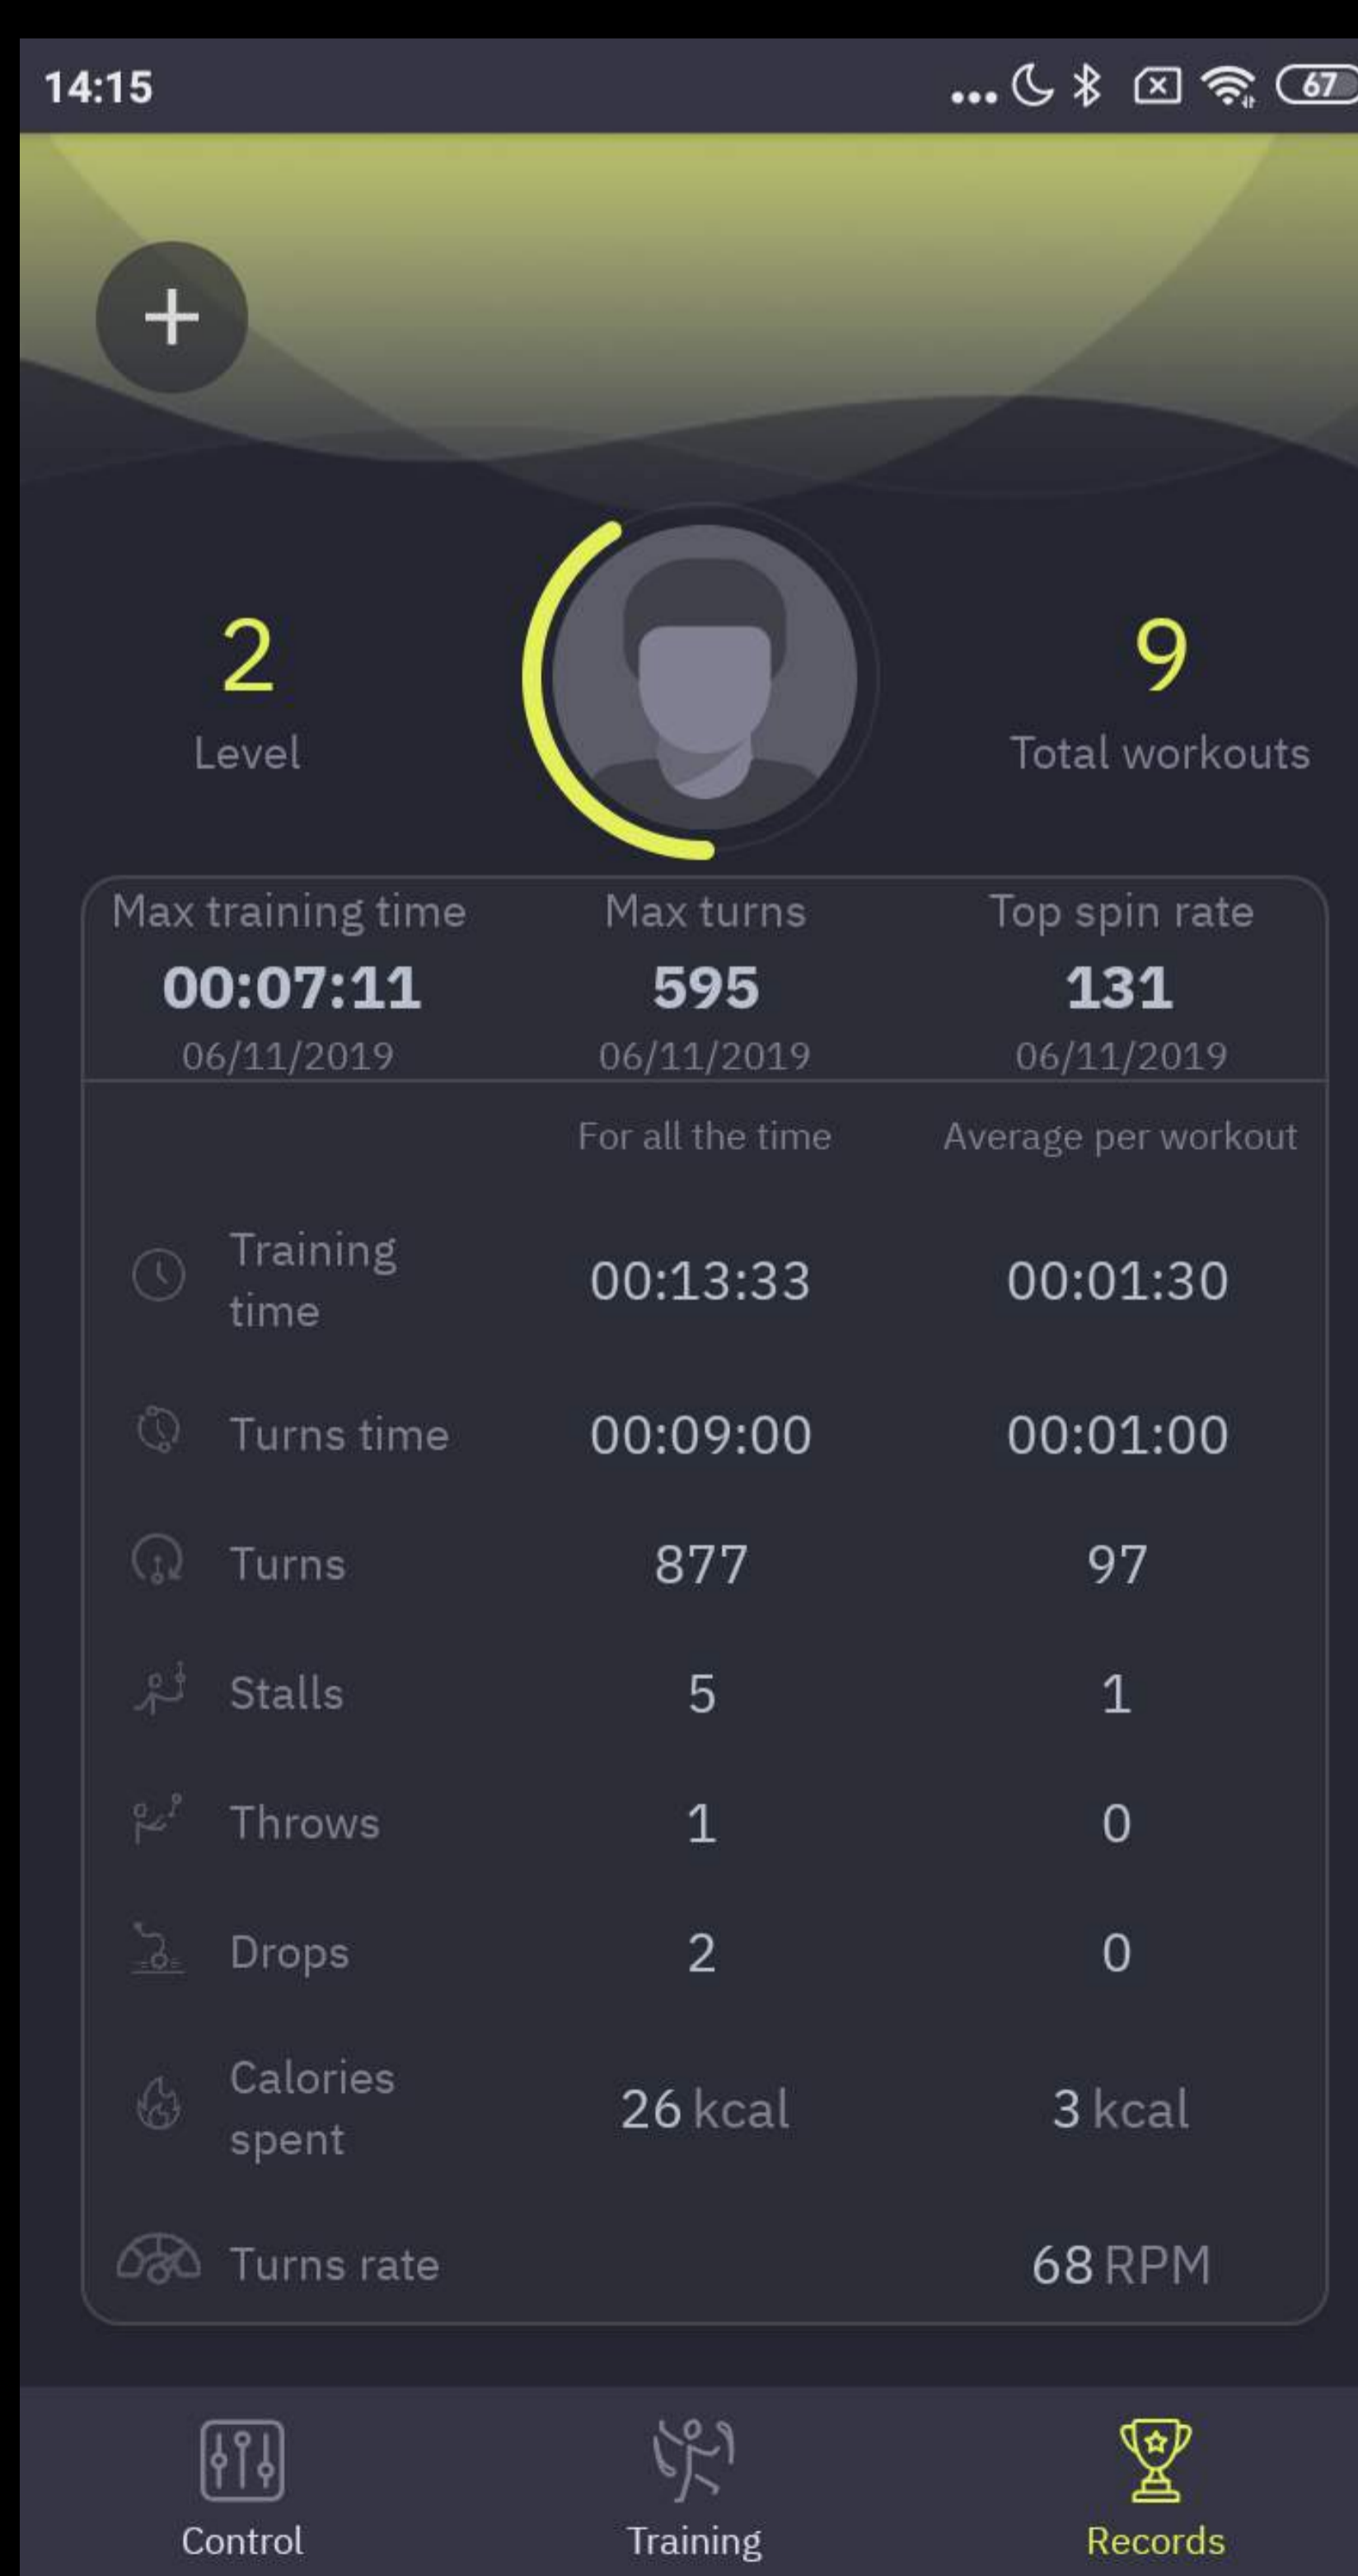 14:15
67
2
9
Level
Total workouts
Max training time Max turns Top spin rate
00:07:11 595 131
06/11/2019 06/11/2019 06/11/2019
For all the time Average per workout
Training
time
00:13:33 00:01:30
Turns time 00:09:00 00:01:00
Turns 877 97
Stalls 5 1
Throws 1 0
Drops 2 0
Calories
spent
26 kcal 3 kcal
Turns rate 68 RPM
Control Training Records